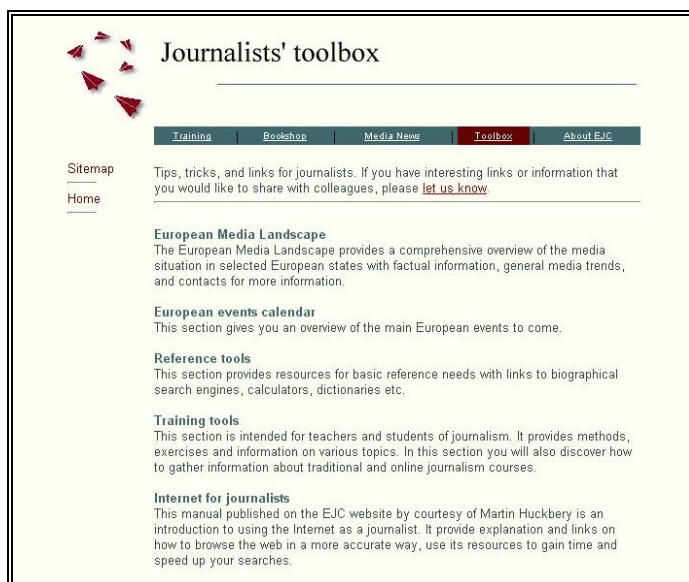 Journalists' toolbox
Training | Bookshop | Media News | Toolbox | About EJC
Sitemap
Home
Tips, tricks, and links for journalists. If you have interesting links or information that
you would like to share with colleagues, please let us know.
European Media Landscape
The European Media Landscape provides a comprehensive overview of the media
situation in selected European states with factual information, general media trends,
and contacts for more information.
European events calendar
This section gives you an overview of the main European events to come.
Reference tools
This section provides resources for basic reference needs with links to biographical
search engines, calculators, dictionaries etc.
Training tools
This section is intended for teachers and students of journalism. It provides methods,
exercises and information on various topics. In this section you will also discover how
to gather information about traditional and online journalism courses.
Internet for journalists
This manual published on the EJC website by courtesy of Martin Huckbery is an
introduction to using the Internet as a journalist. It provide explanation and links on
how to browse the web in a more accurate way, use its resources to gain time and
speed up your searches.